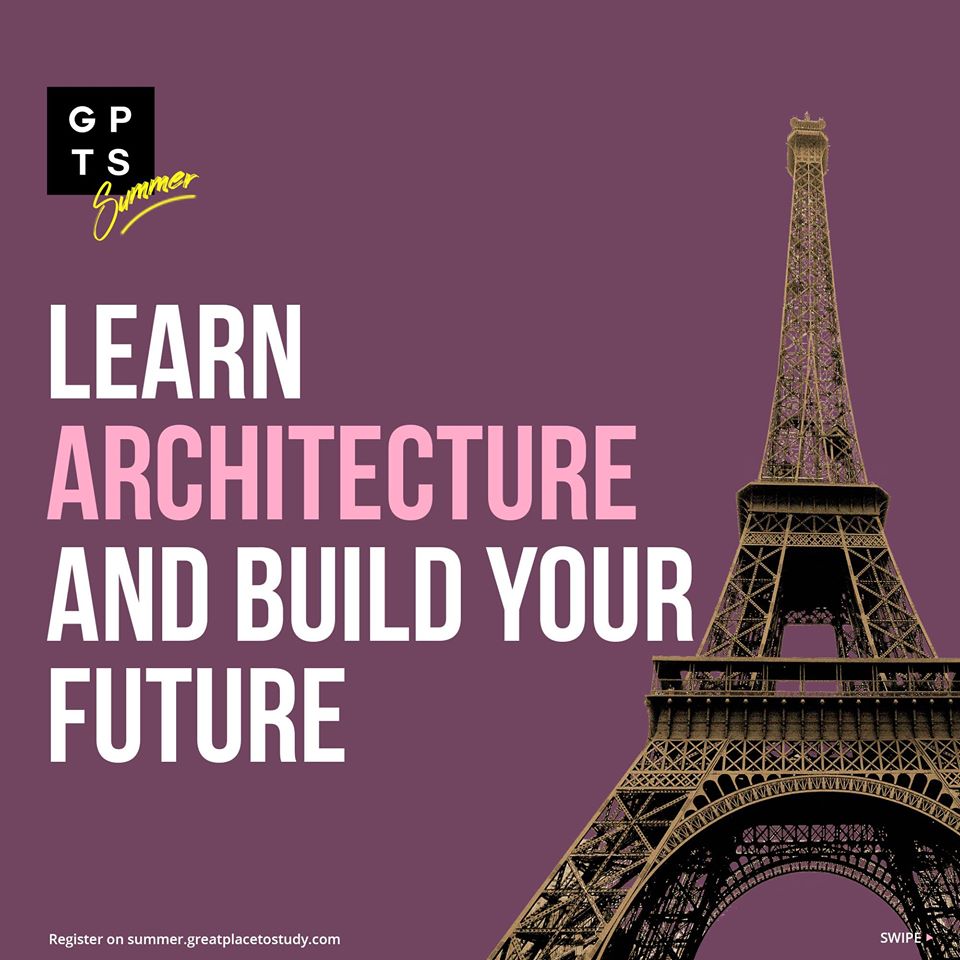 G P
T S
Summer
LEARN
ARCHITECTURE
AND BUILD YOUR
FUTURE
Register on summer.greatplacetostudy.com
SWIPE